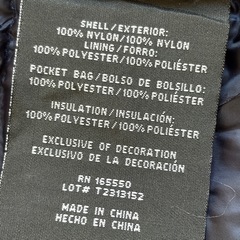 SHELL/EXTERIOR:
100% NYLON/100% NYLON
LINING/FORRO:
100% POLYESTER/100% POLIÉSTER
POCKET BAG/BOLSO DE BOLSILLO:
100% POLYESTER/100% POLIÉSTER
INSULATION/INSULACIÓN:
100% POLYESTER/100% POLIÉSTER
EXCLUSIVE OF DECORATION
EXCLUSIVO DE LA DECORACIÓN
RN 165550
LOT# T2313152
MADE IN CHINA
HECHO EN CHINA